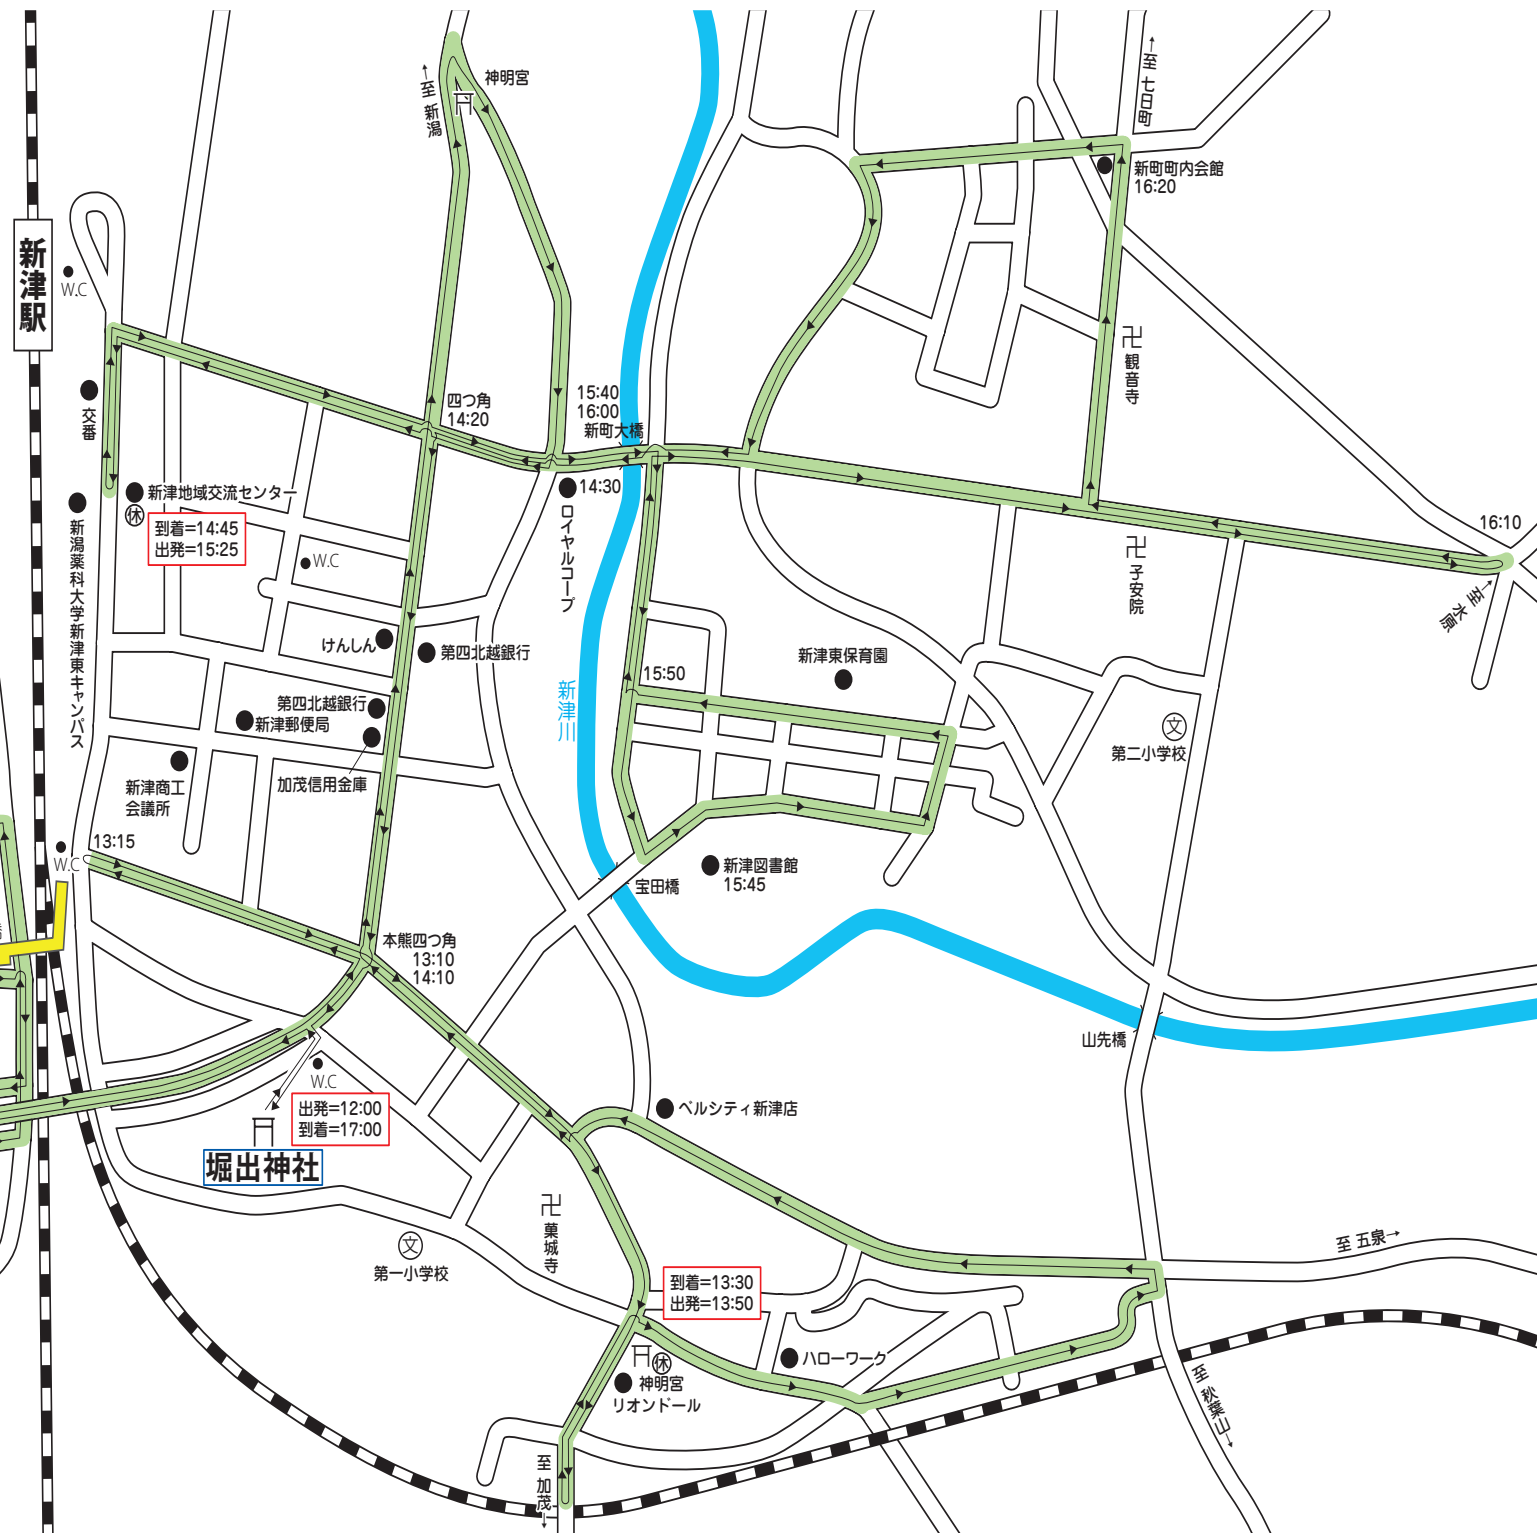 神明宮
←至 新潟
←至 七日町
新町町内会館
16:20
新津駅
W.C
交番
四つ角
14:20
15:40
16:00
新町大橋
卍
観音寺
新津地域交流センター
休
到着=14:45
出発=15:25
14:30
ロイヤルコープ
16:10
至 水原→
卍
子安院
新潟薬科大学新津東キャンパス
W.C
けんしん
第四北越銀行
第四北越銀行
新津郵便局
加茂信用金庫
新津商工
会議所
新津川
15:50
新津東保育園
文
第二小学校
13:15
W.C
新津図書館
15:45
宝田橋
本熊四つ角
13:10
14:10
山先橋
W.C
出発=12:00
到着=17:00
堀出神社
ベルシティ新津店
卍
菓城寺
文
第一小学校
至 五泉→
到着=13:30
出発=13:50
ハローワーク
休
神明宮
リオンドール
至 秋葉山→
至 加茂→